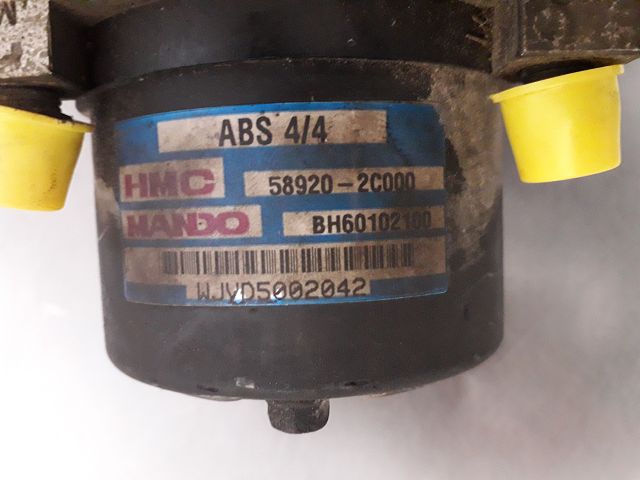 ABS 4/4
HMC 58920-2C000
MANDO BH60102100
WJVD5002042